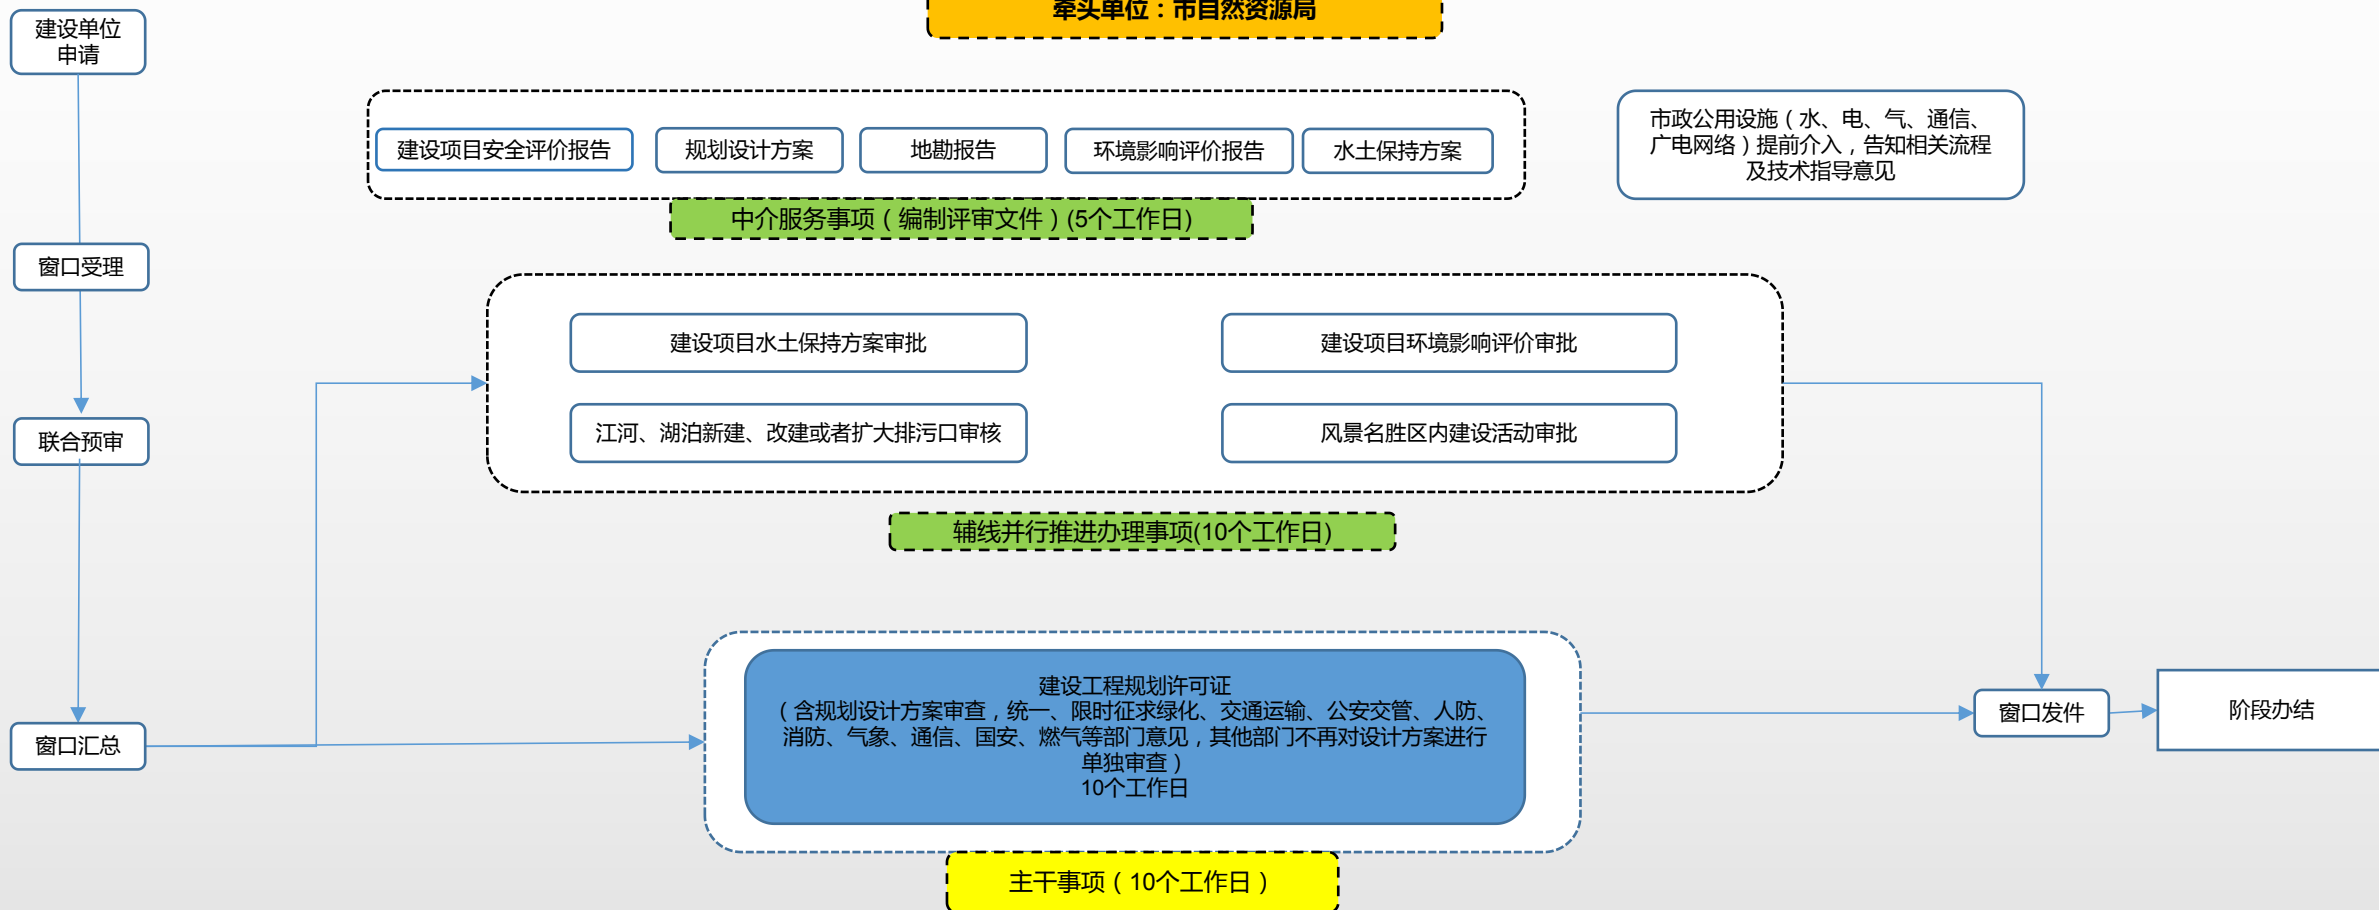 牵头单位：市自然资源局
建设单位
申请
建设项目安全评价报告
规划设计方案
地勘报告
环境影响评价报告
水土保持方案
市政公用设施（水、电、气、通信、
广电网络）提前介入，告知相关流程
及技术指导意见
中介服务事项（编制评审文件）(5个工作日)
窗口受理
建设项目水土保持方案审批
建设项目环境影响评价审批
江河、湖泊新建、改建或者扩大排污口审核
风景名胜区内建设活动审批
联合预审
辅线并行推进办理事项(10个工作日)
建设工程规划许可证
（含规划设计方案审查，统一、限时征求绿化、交通运输、公安交管、人防、
消防、气象、通信、国安、燃气等部门意见，其他部门不再对设计方案进行
单独审查）
10个工作日
窗口汇总
窗口发件
阶段办结
主干事项（10个工作日）